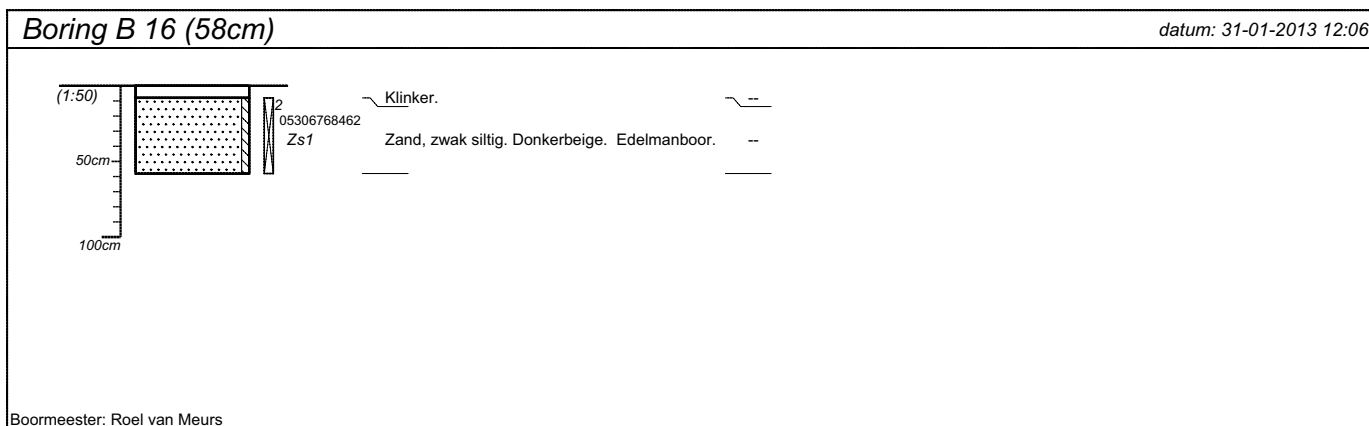 Boring B 16 (58cm)
datum: 31-01-2013 12:06
(1:50)
2
Klinker.
--
05306768462
Zs1
Zand, zwak siltig. Donkerbeige. Edelmanboor.
--
50cm
100cm
Boormeester: Roel van Meurs